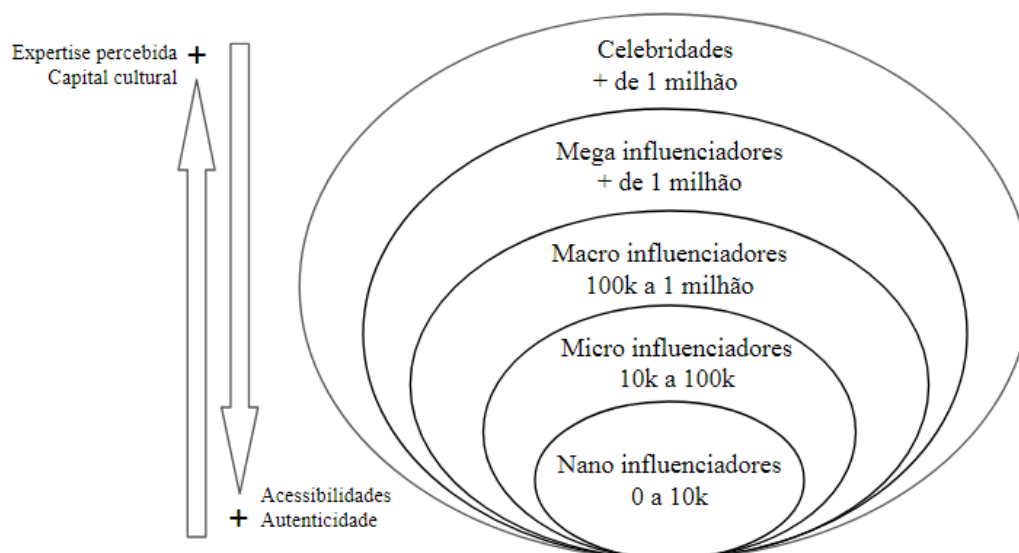 Expertise percebida +
Capital cultural
Celebridades
+ de 1 milhão
Mega influenciadores
+ de 1 milhão
Macro influenciadores
100k a 1 milhão
Micro influenciadores
10k a 100k
Nano influenciadores
0 a 10k
Acessibilidades
+ Autenticidade